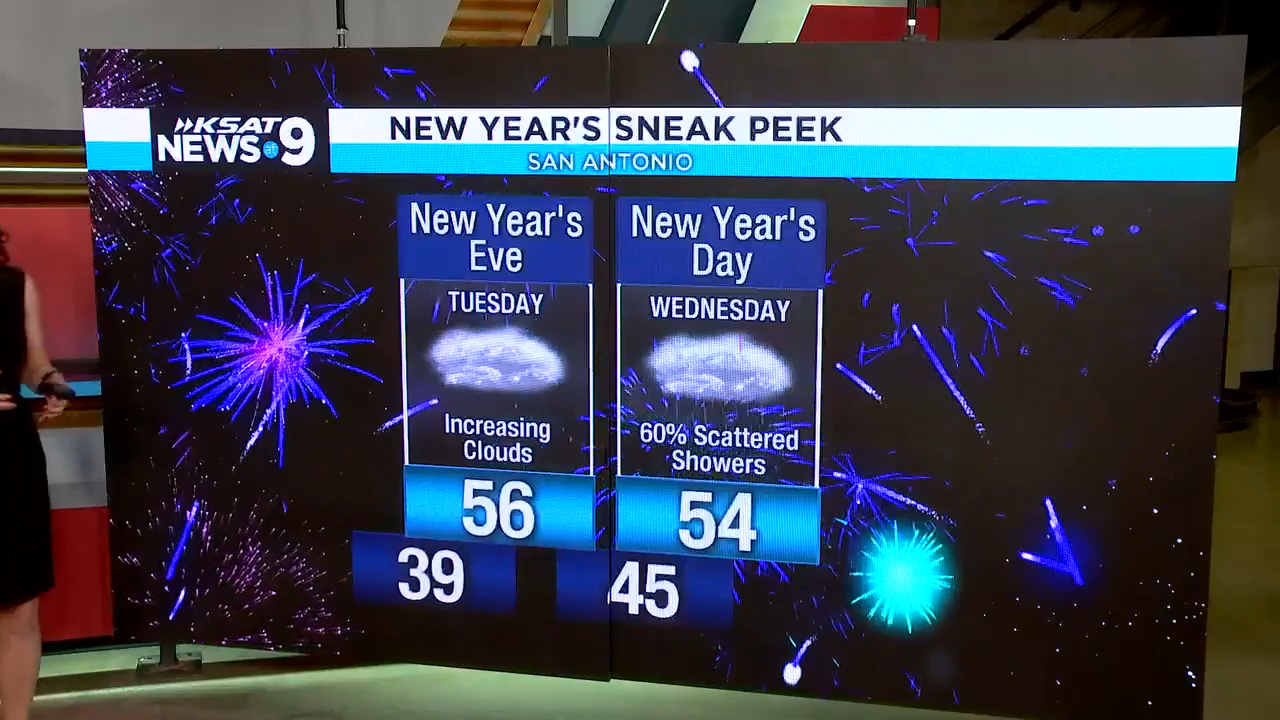 KSAT
NEWS at 9
NEW YEAR'S SNEAK PEEK
SAN ANTONIO
New Year's
Eve
TUESDAY
Increasing
Clouds
56
39
New Year's
Day
WEDNESDAY
60% Scattered
Showers
54
45